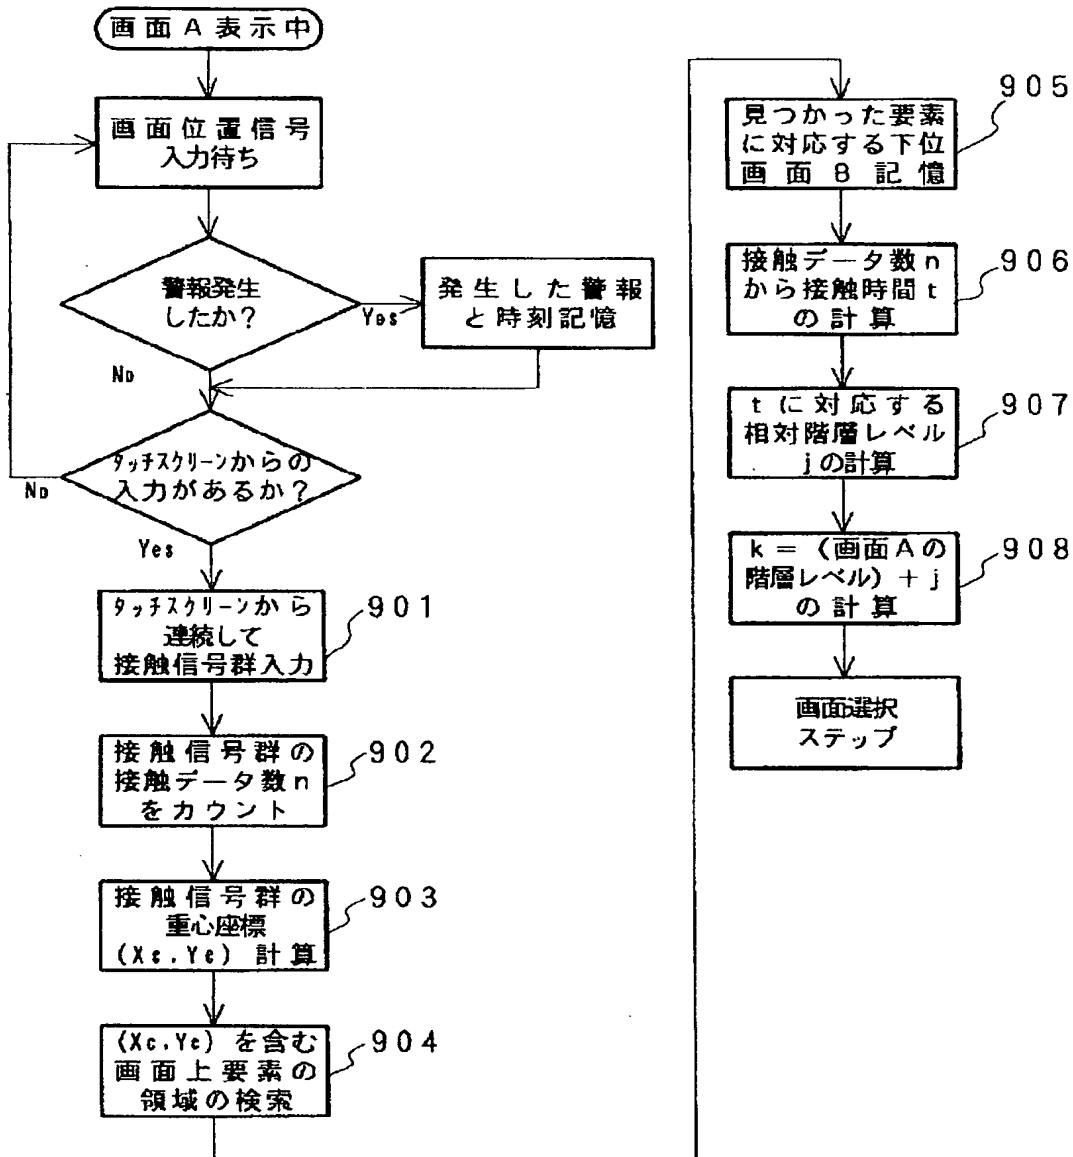 画面A表示中
画面位置信号
入力待ち
警報発生
したか?
Yes
発生した警報
と時刻記憶
No
タッチスクリーンからの
入力があるか?
No
Yes
タッチスクリーンから
連続して
接触信号群入力
901
接触信号群の
接触データ数n
をカウント
902
接触信号群の
重心座標
(Xc.Yc)計算
903
(Xc.Yc)を含む
画面上要素の
領域の検索
904
見つかった要素
に対応する下位
画面B記憶
905
接触データ数n
から接触時間t
の計算
906
tに対応する
相対階層レベル
jの計算
907
k=(画面Aの
階層レベル)+j
の計算
908
画面選択
ステップ